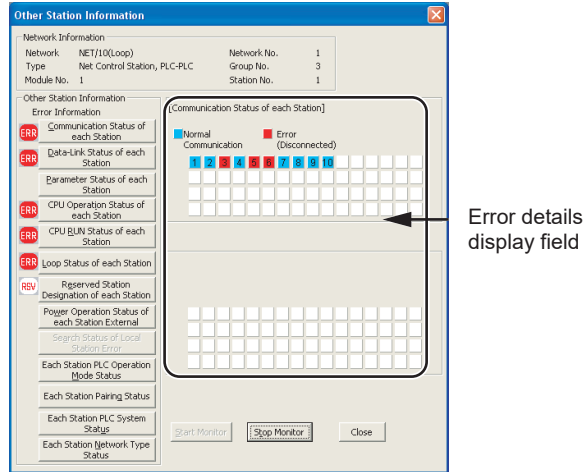 Other Station Information
Network Information
Network NET/10(Loop) Network No. 1
Type Net Control Station, PLC-PLC Group No. 3
Module No. 1 Station No. 1
Other Station Information
Error Information
ERR Communication Status of
each Station
ERR Data-Link Status of each
Station
Parameter Status of each
Station
ERR CPU Operation Status of
each Station
ERR CPU RUN Status of each
Station
ERR Loop Status of each Station
RSV Reserved Station
Designation of each Station
Power Operation Status of
each Station External
Search Status of Local
Station Error
Each Station PLC Operation
Mode Status
Each Station Pairing Status
Each Station PLC System
Status
Each Station Network Type
Status
[Communication Status of each Station]
Normal
Communication
Error
(Disconnected)
1 2 3 4 5 6 7 8 9 10
Start Monitor Stop Monitor Close
Error details
display field